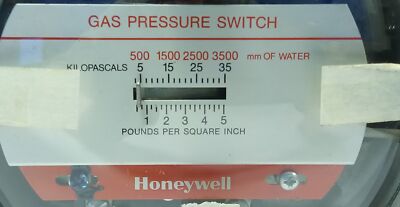 GAS PRESSURE SWITCH
500 1500 2500 3500 mm OF WATER
KILOPASCALS 5 15 25 35
1 2 3 4 5
POUNDS PER SQUARE INCH
Honeywell